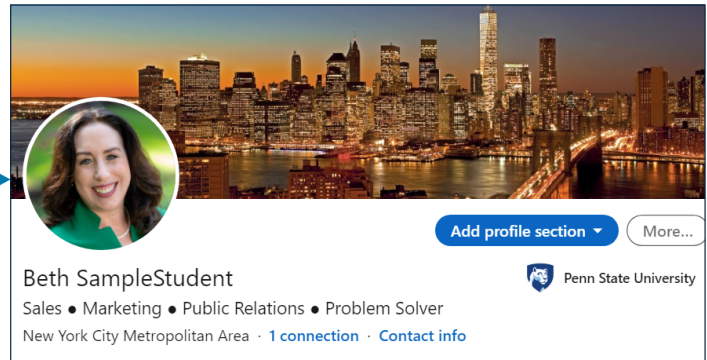 Add profile section More...
Beth SampleStudent
Penn State University
Sales ● Marketing ● Public Relations ● Problem Solver
New York City Metropolitan Area · 1 connection · Contact info